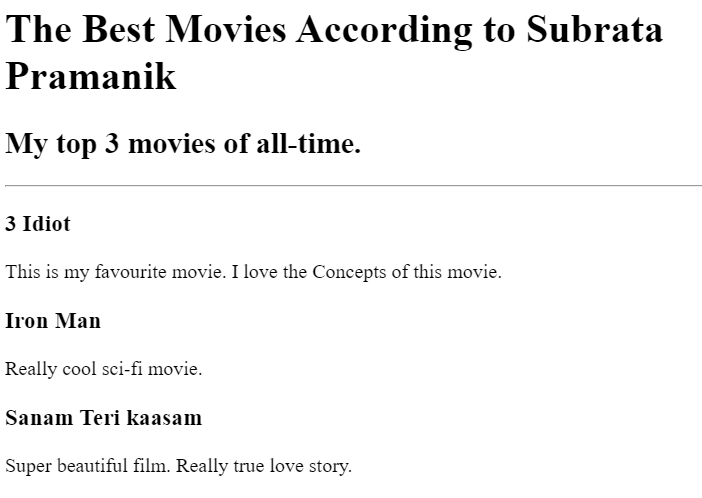 The Best Movies According to Subrata
Pramanik
My top 3 movies of all-time.
3 Idiot
This is my favourite movie. I love the Concepts of this movie.
Iron Man
Really cool sci-fi movie.
Sanam Teri kaasam
Super beautiful film. Really true love story.